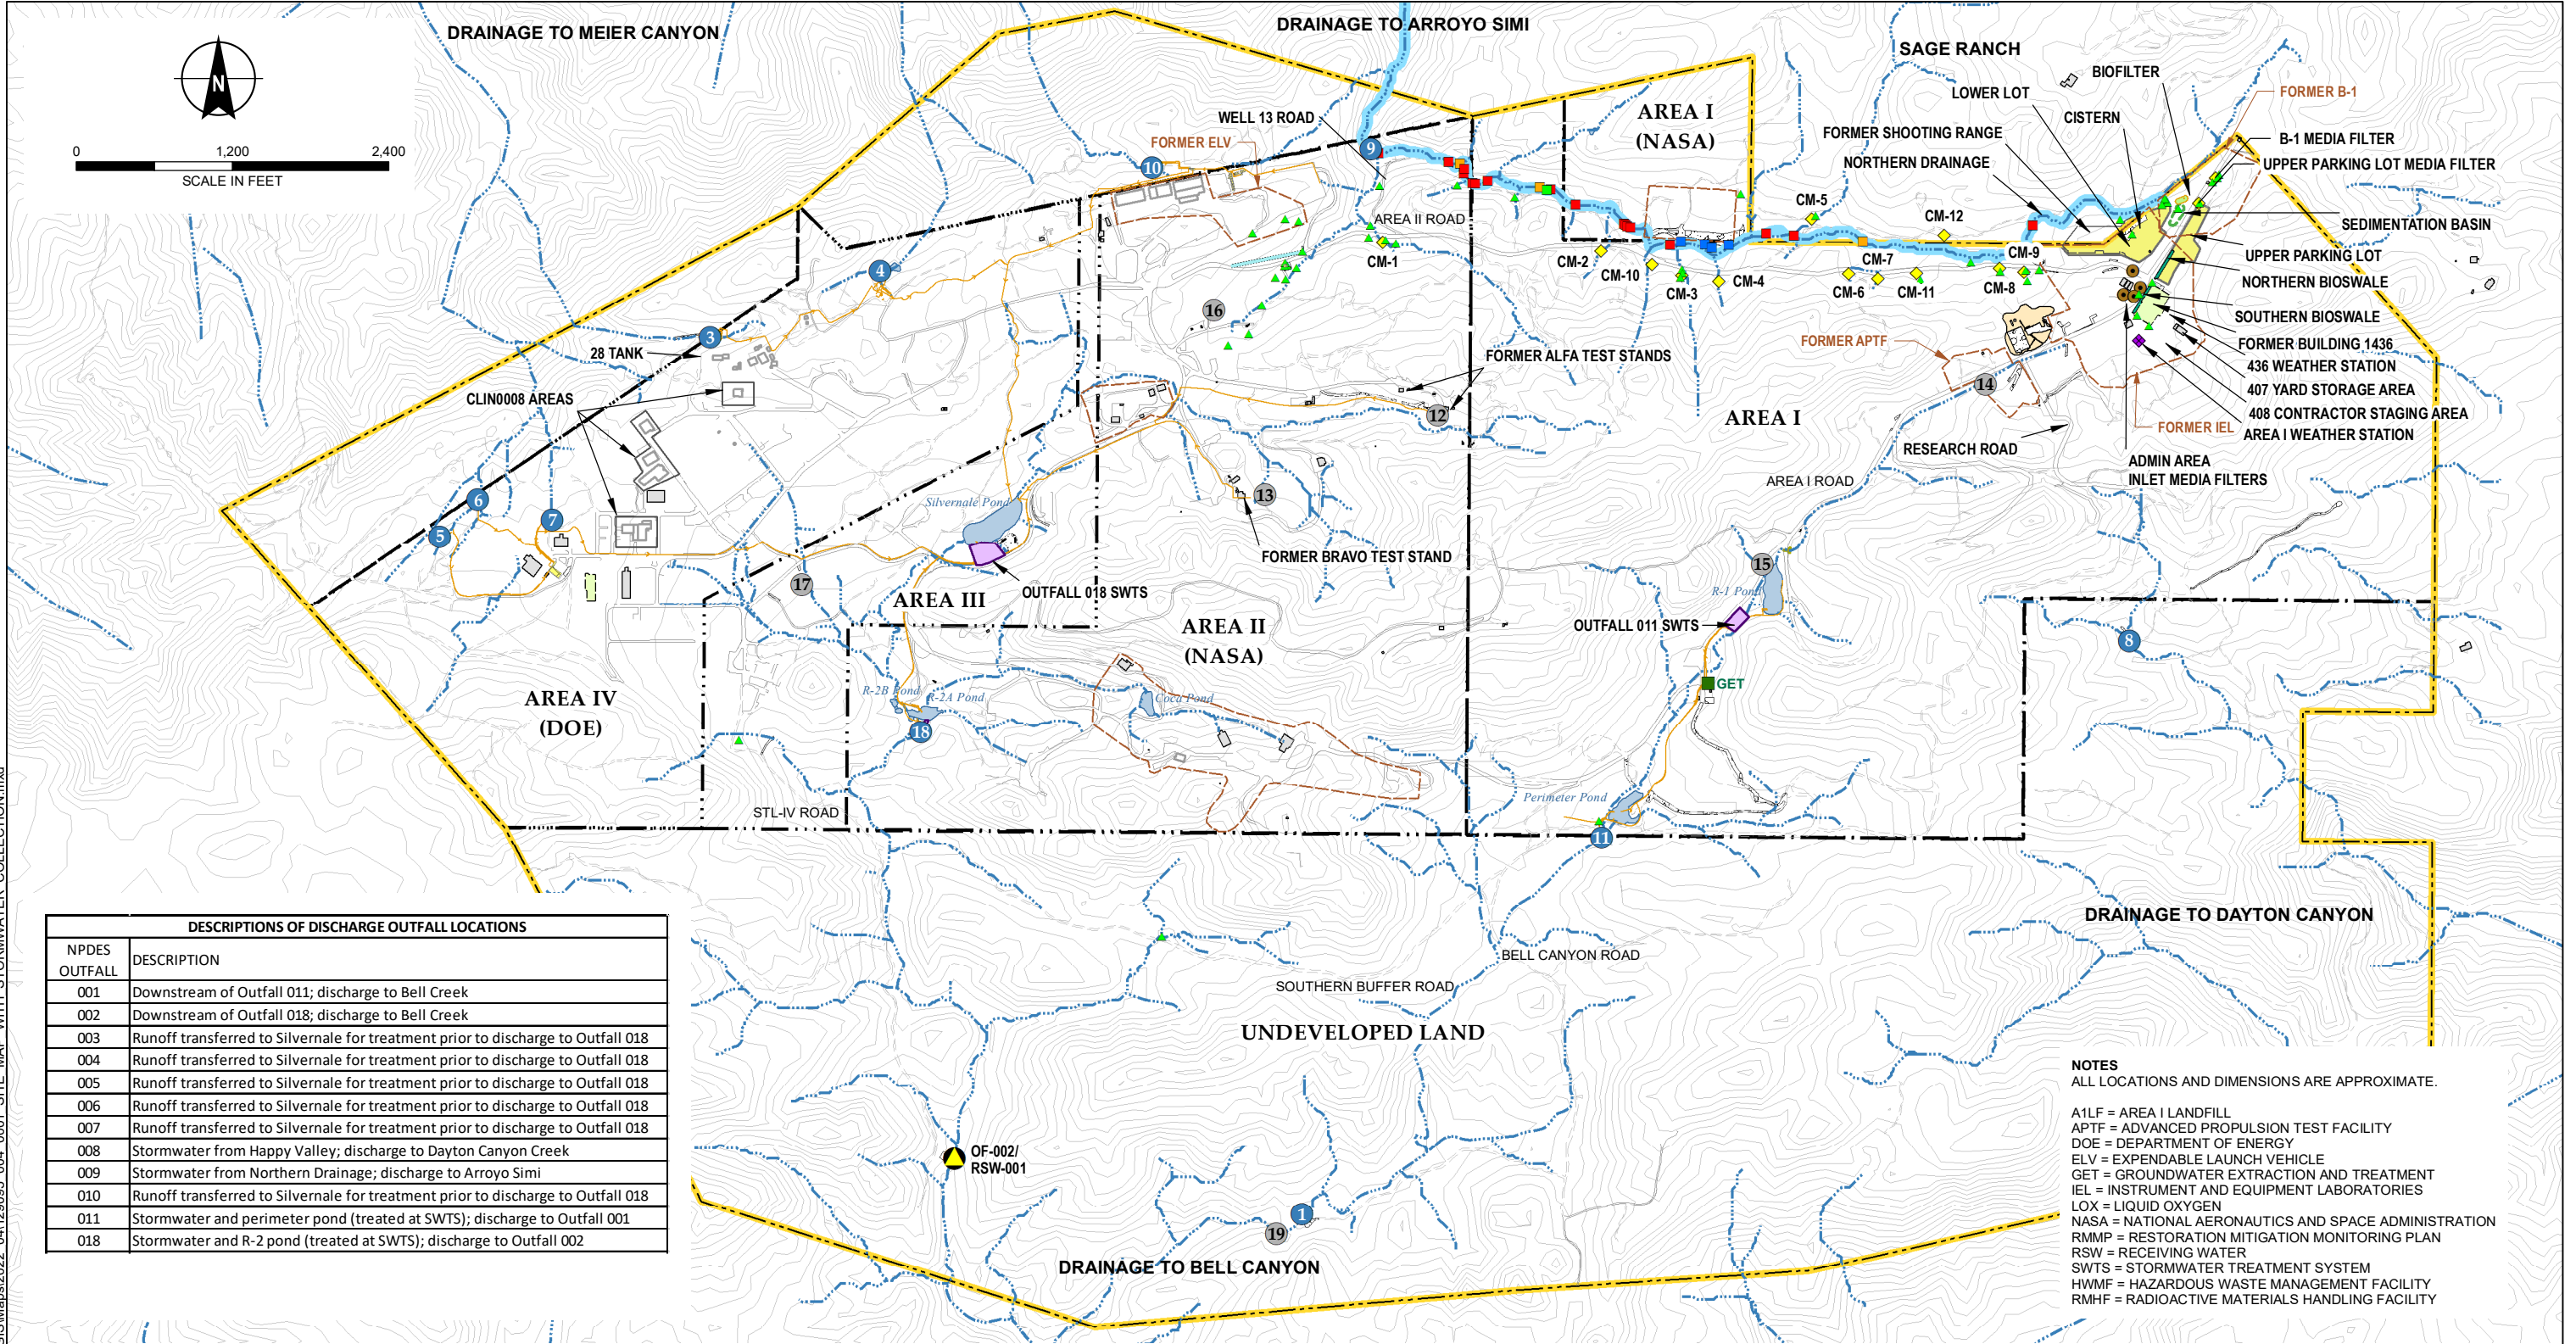 DRAINAGE TO MEIER CANYON
DRAINAGE TO ARROYO SIMI
SAGE RANCH
N
0 1,200 2,400
SCALE IN FEET
BIOFILTER
LOWER LOT
CISTERN
FORMER B-1
B-1 MEDIA FILTER
UPPER PARKING LOT MEDIA FILTER
FORMER SHOOTING RANGE
NORTHERN DRAINAGE
SEDIMENTATION BASIN
UPPER PARKING LOT
NORTHERN BIOSWALE
SOUTHERN BIOSWALE
FORMER BUILDING 1436
436 WEATHER STATION
407 YARD STORAGE AREA
408 CONTRACTOR STAGING AREA
AREA I WEATHER STATION
FORMER IEL
ADMIN AREA
INLET MEDIA FILTERS
AREA I
(NASA)
WELL 13 ROAD
FORMER ELV
9
10
AREA II ROAD
CM-1
CM-2
CM-10
CM-3
CM-4
CM-5
CM-12
CM-7
CM-6
CM-11
CM-9
CM-8
4
3
28 TANK
16
FORMER ALFA TEST STANDS
FORMER APTF
14
CLIN0008 AREAS
12
AREA I
RESEARCH ROAD
AREA I ROAD
6
5
7
Silvernale Pond
13
FORMER BRAVO TEST STAND
17
OUTFALL 018 SWTS
AREA III
15
R-1 Pond
OUTFALL 011 SWTS
AREA II
(NASA)
8
GET
AREA IV
(DOE)
R-2B Pond
R-2A Pond
Coca Pond
18
STL-IV ROAD
Perimeter Pond
11
DRAINAGE TO DAYTON CANYON
BELL CANYON ROAD
SOUTHERN BUFFER ROAD
UNDEVELOPED LAND
OF-002/
RSW-001
1
19
DRAINAGE TO BELL CANYON
DESCRIPTIONS OF DISCHARGE OUTFALL LOCATIONS
NPDES
OUTFALL DESCRIPTION
001 Downstream of Outfall 011; discharge to Bell Creek
002 Downstream of Outfall 018; discharge to Bell Creek
003 Runoff transferred to Silvernale for treatment prior to discharge to Outfall 018
004 Runoff transferred to Silvernale for treatment prior to discharge to Outfall 018
005 Runoff transferred to Silvernale for treatment prior to discharge to Outfall 018
006 Runoff transferred to Silvernale for treatment prior to discharge to Outfall 018
007 Runoff transferred to Silvernale for treatment prior to discharge to Outfall 018
008 Stormwater from Happy Valley; discharge to Dayton Canyon Creek
009 Stormwater from Northern Drainage; discharge to Arroyo Simi
010 Runoff transferred to Silvernale for treatment prior to discharge to Outfall 018
011 Stormwater and perimeter pond (treated at SWTS); discharge to Outfall 001
018 Stormwater and R-2 pond (treated at SWTS); discharge to Outfall 002
NOTES
ALL LOCATIONS AND DIMENSIONS ARE APPROXIMATE.
A1LF = AREA I LANDFILL
APTF = ADVANCED PROPULSION TEST FACILITY
DOE = DEPARTMENT OF ENERGY
ELV = EXPENDABLE LAUNCH VEHICLE
GET = GROUNDWATER EXTRACTION AND TREATMENT
IEL = INSTRUMENT AND EQUIPMENT LABORATORIES
LOX = LIQUID OXYGEN
NASA = NATIONAL AERONAUTICS AND SPACE ADMINISTRATION
RMMP = RESTORATION MITIGATION MONITORING PLAN
RSW = RECEIVING WATER
SWTS = STORMWATER TREATMENT SYSTEM
HWMF = HAZARDOUS WASTE MANAGEMENT FACILITY
RMHF = RADIOACTIVE MATERIALS HANDLING FACILITY